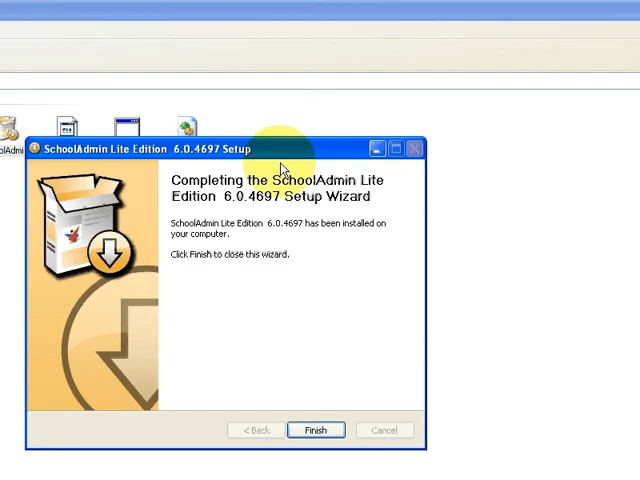 SchoolAdmin Lite Edition 6.0.4697 Setup
Completing the SchoolAdmin Lite
Edition 6.0.4697 Setup Wizard
SchoolAdmin Lite Edition 6.0.4697 has been installed on
your computer.
Click Finish to close this wizard.
< Back
Finish
Cancel